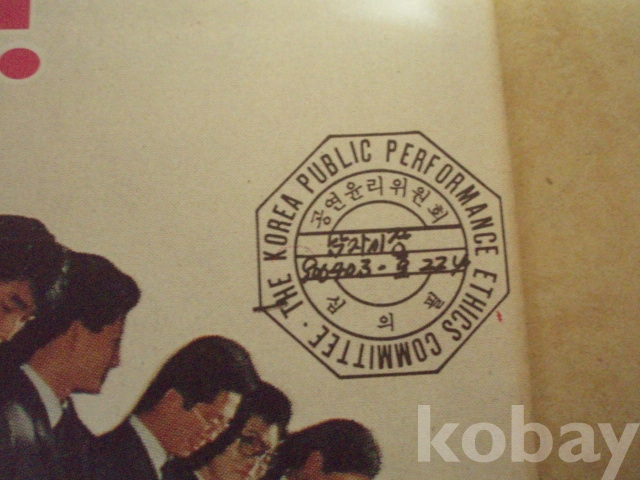 !
THE KOREA PUBLIC PERFORMANCE ETHICS COMMITTEE ·
공연윤리위원회
심의필
kobay